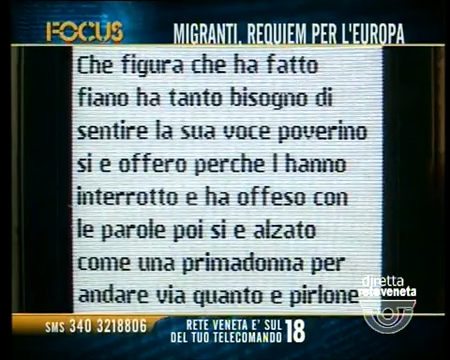 FOCUS
MIGRANTI, REQUIEM PER L'EUROPA
Che figura che ha fatto
fiano ha tanto bisogno di
sentire la sua voce poverino
si e offero perche l hanno
interrotto e ha offeso con
le parole poi si e alzato
come una primadonna per
andare via quanto e pirlone
diretta
reteveneta
SMS 340 3218806
RETE VENETA E' SUL
DEL TUO TELECOMANDO 18